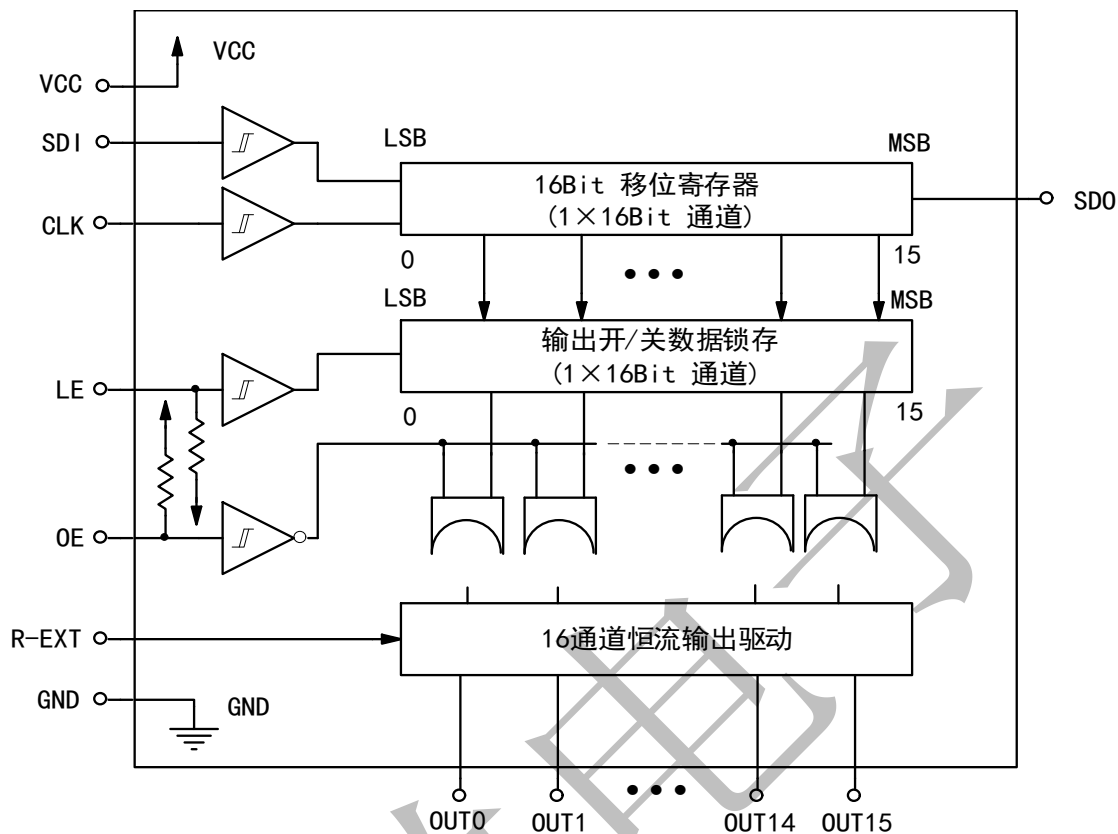 VCC
VCC
SDI
LSB
MSB
16Bit 移位寄存器
(1×16Bit 通道)
SDO
CLK
0
15
LSB
MSB
输出开/关数据锁存
(1×16Bit 通道)
LE
0
15
OE
R-EXT
16通道恒流输出驱动
GND
GND
OUT0
OUT1
OUT14
OUT15